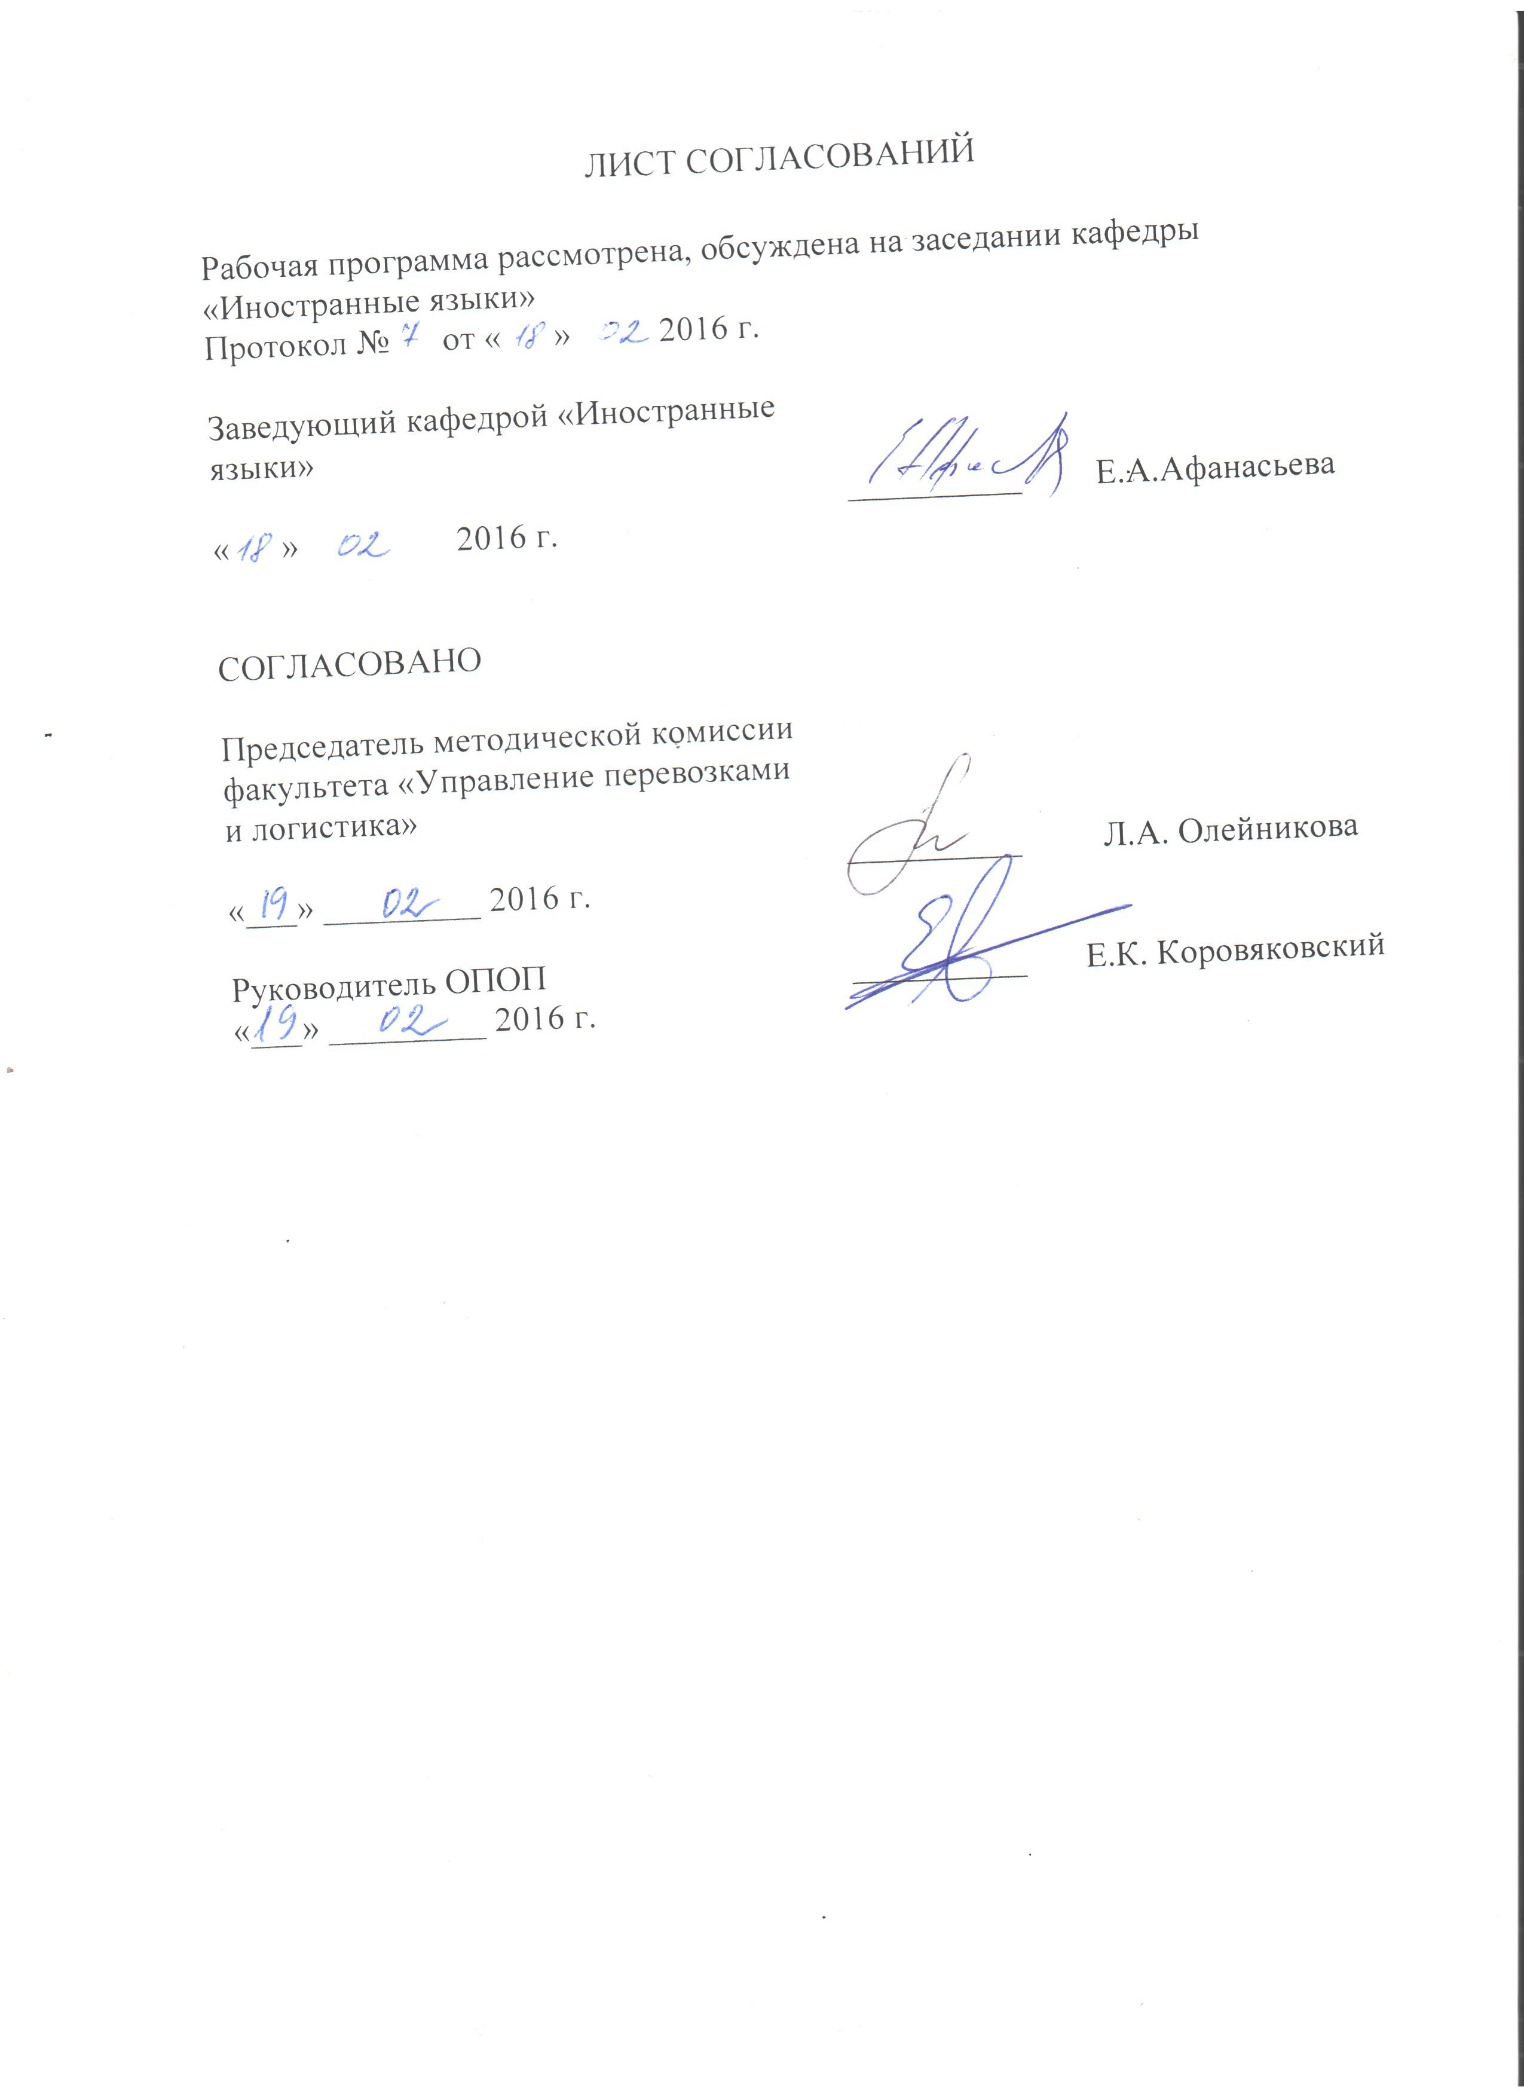 ЛИСТ СОГЛАСОВАНИЙ
Рабочая программа рассмотрена, обсуждена на заседании кафедры
«Иностранные языки»
Протокол № 7 от « 18 » 02 2016 г.
Заведующий кафедрой «Иностранные
языки»
Е.А.Афанасьева
« 18 » 02 2016 г.
СОГЛАСОВАНО
Председатель методической комиссии
факультета «Управление перевозками
и логистика»
Л.А. Олейникова
« 19 » 02 2016 г.
Е.К. Коровяковский
Руководитель ОПОП
« 19 » 02 2016 г.